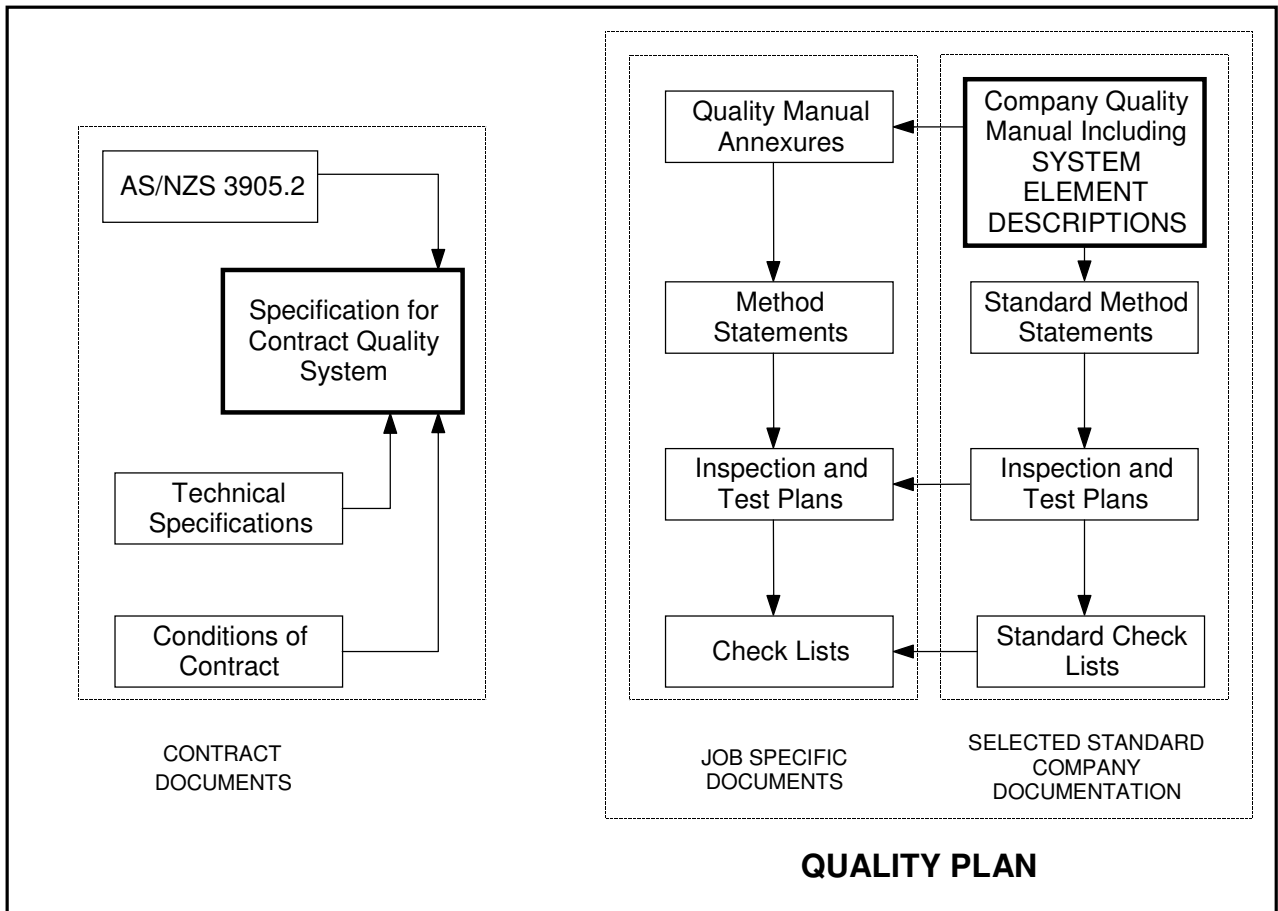 AS/NZS 3905.2
Specification for
Contract Quality
System
Technical
Specifications
Conditions of
Contract
CONTRACT
DOCUMENTS
Quality Manual
Annexures
Method
Statements
Inspection and
Test Plans
Check Lists
JOB SPECIFIC
DOCUMENTS
Company Quality
Manual Including
SYSTEM
ELEMENT
DESCRIPTIONS
Standard Method
Statements
Inspection and
Test Plans
Standard Check
Lists
SELECTED STANDARD
COMPANY
DOCUMENTATION
QUALITY PLAN